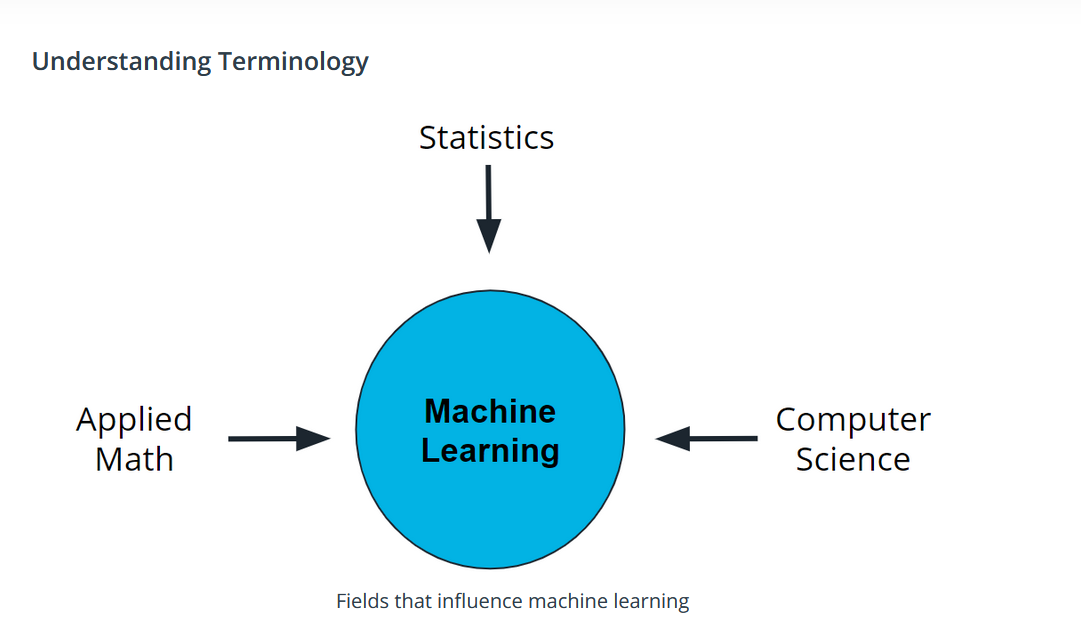 Understanding Terminology
Statistics
Applied
Math
Machine
Learning
Computer
Science
Fields that influence machine learning